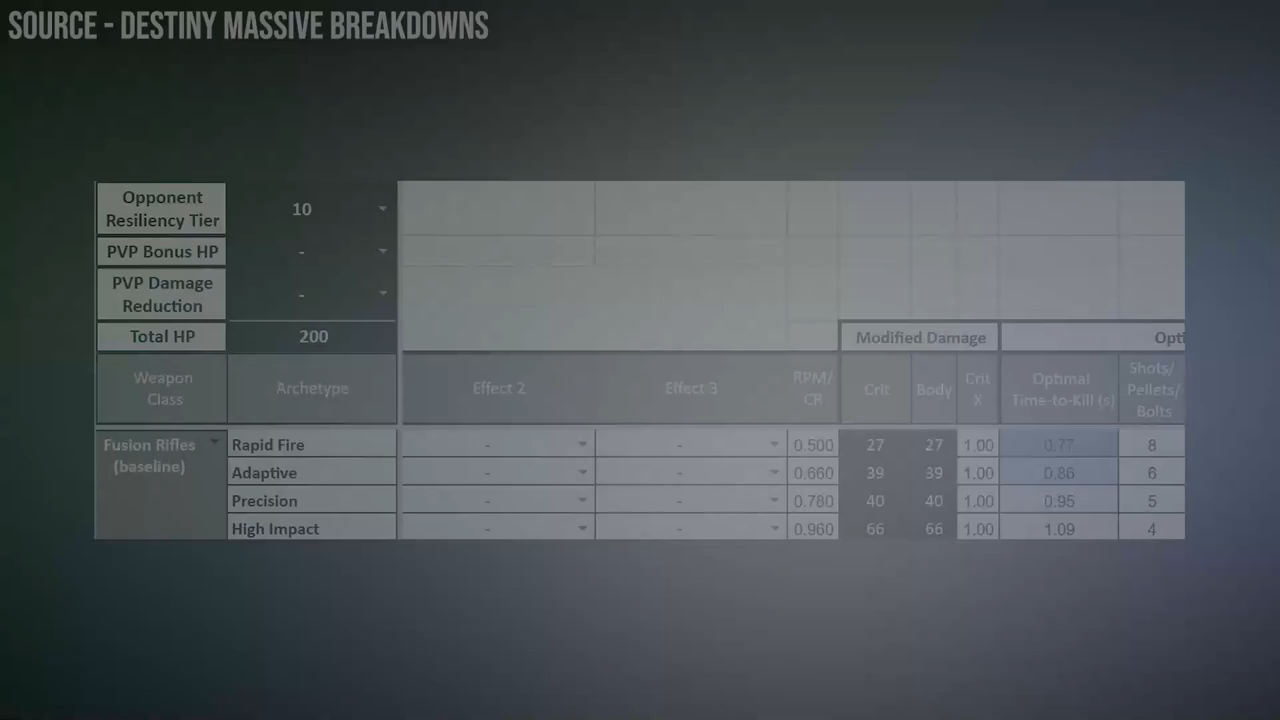 SOURCE - DESTINY MASSIVE BREAKDOWNS
Opponent
Resiliency Tier
10
PVP Bonus HP
-
PVP Damage
Reduction
-
Total HP
200
Modified Damage
Opti
Weapon
Class
Archetype
Effect 2
Effect 3
RPM/
CR
Crit
Body
Crit
X
Optimal
Time-to-Kill (s)
Shots/
Pellets/
Bolts
Fusion Rifles
(baseline)
Rapid Fire - - 0.500 27 27 1.00 0.77 8
Adaptive - - 0.660 39 39 1.00 0.86 6
Precision - - 0.780 40 40 1.00 0.95 5
High Impact - - 0.960 66 66 1.00 1.09 4